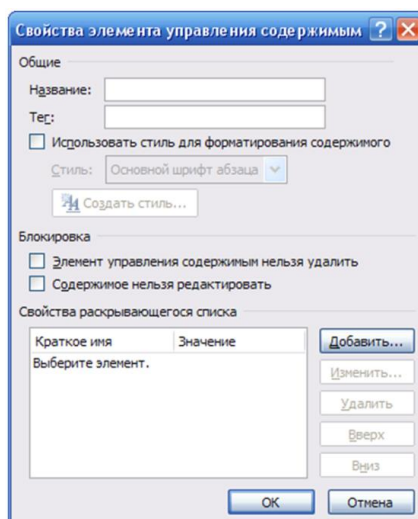 Свойства элемента управления содержимым
Общие
Название:
Тег:
Использовать стиль для форматирования содержимого
Стиль: Основной шрифт абзаца
Создать стиль...
Блокировка
Элемент управления содержимым нельзя удалить
Содержимое нельзя редактировать
Свойства раскрывающегося списка
Краткое имя Значение Добавить...
Выберите элемент.
Изменить...
Удалить
Вверх
Вниз
ОК Отмена